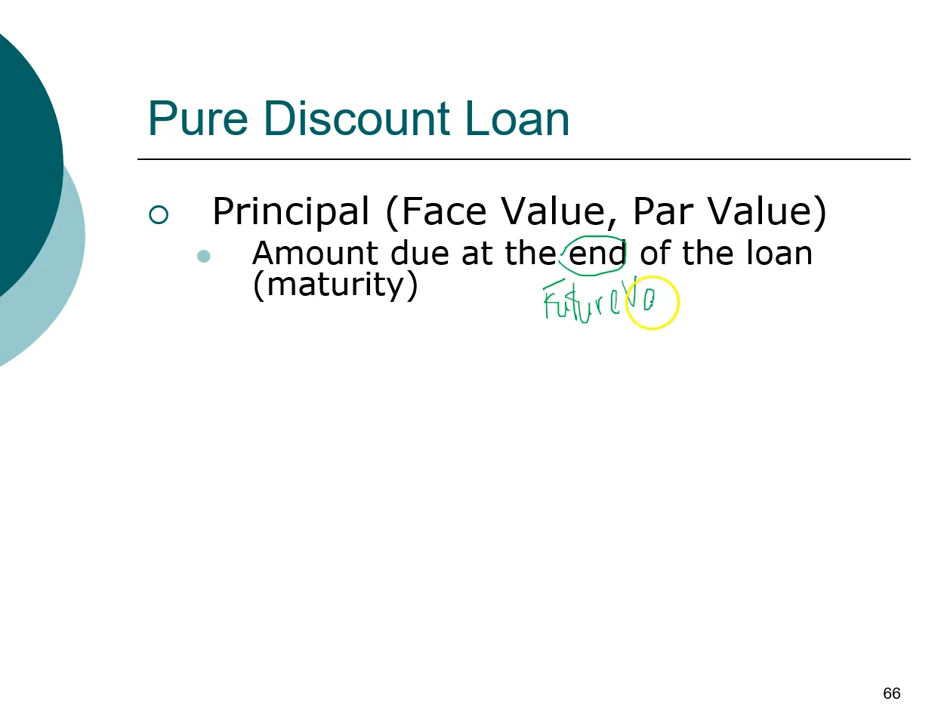 Pure Discount Loan
Principal (Face Value, Par Value)
Amount due at the end of the loan
(maturity)
Future Va
66